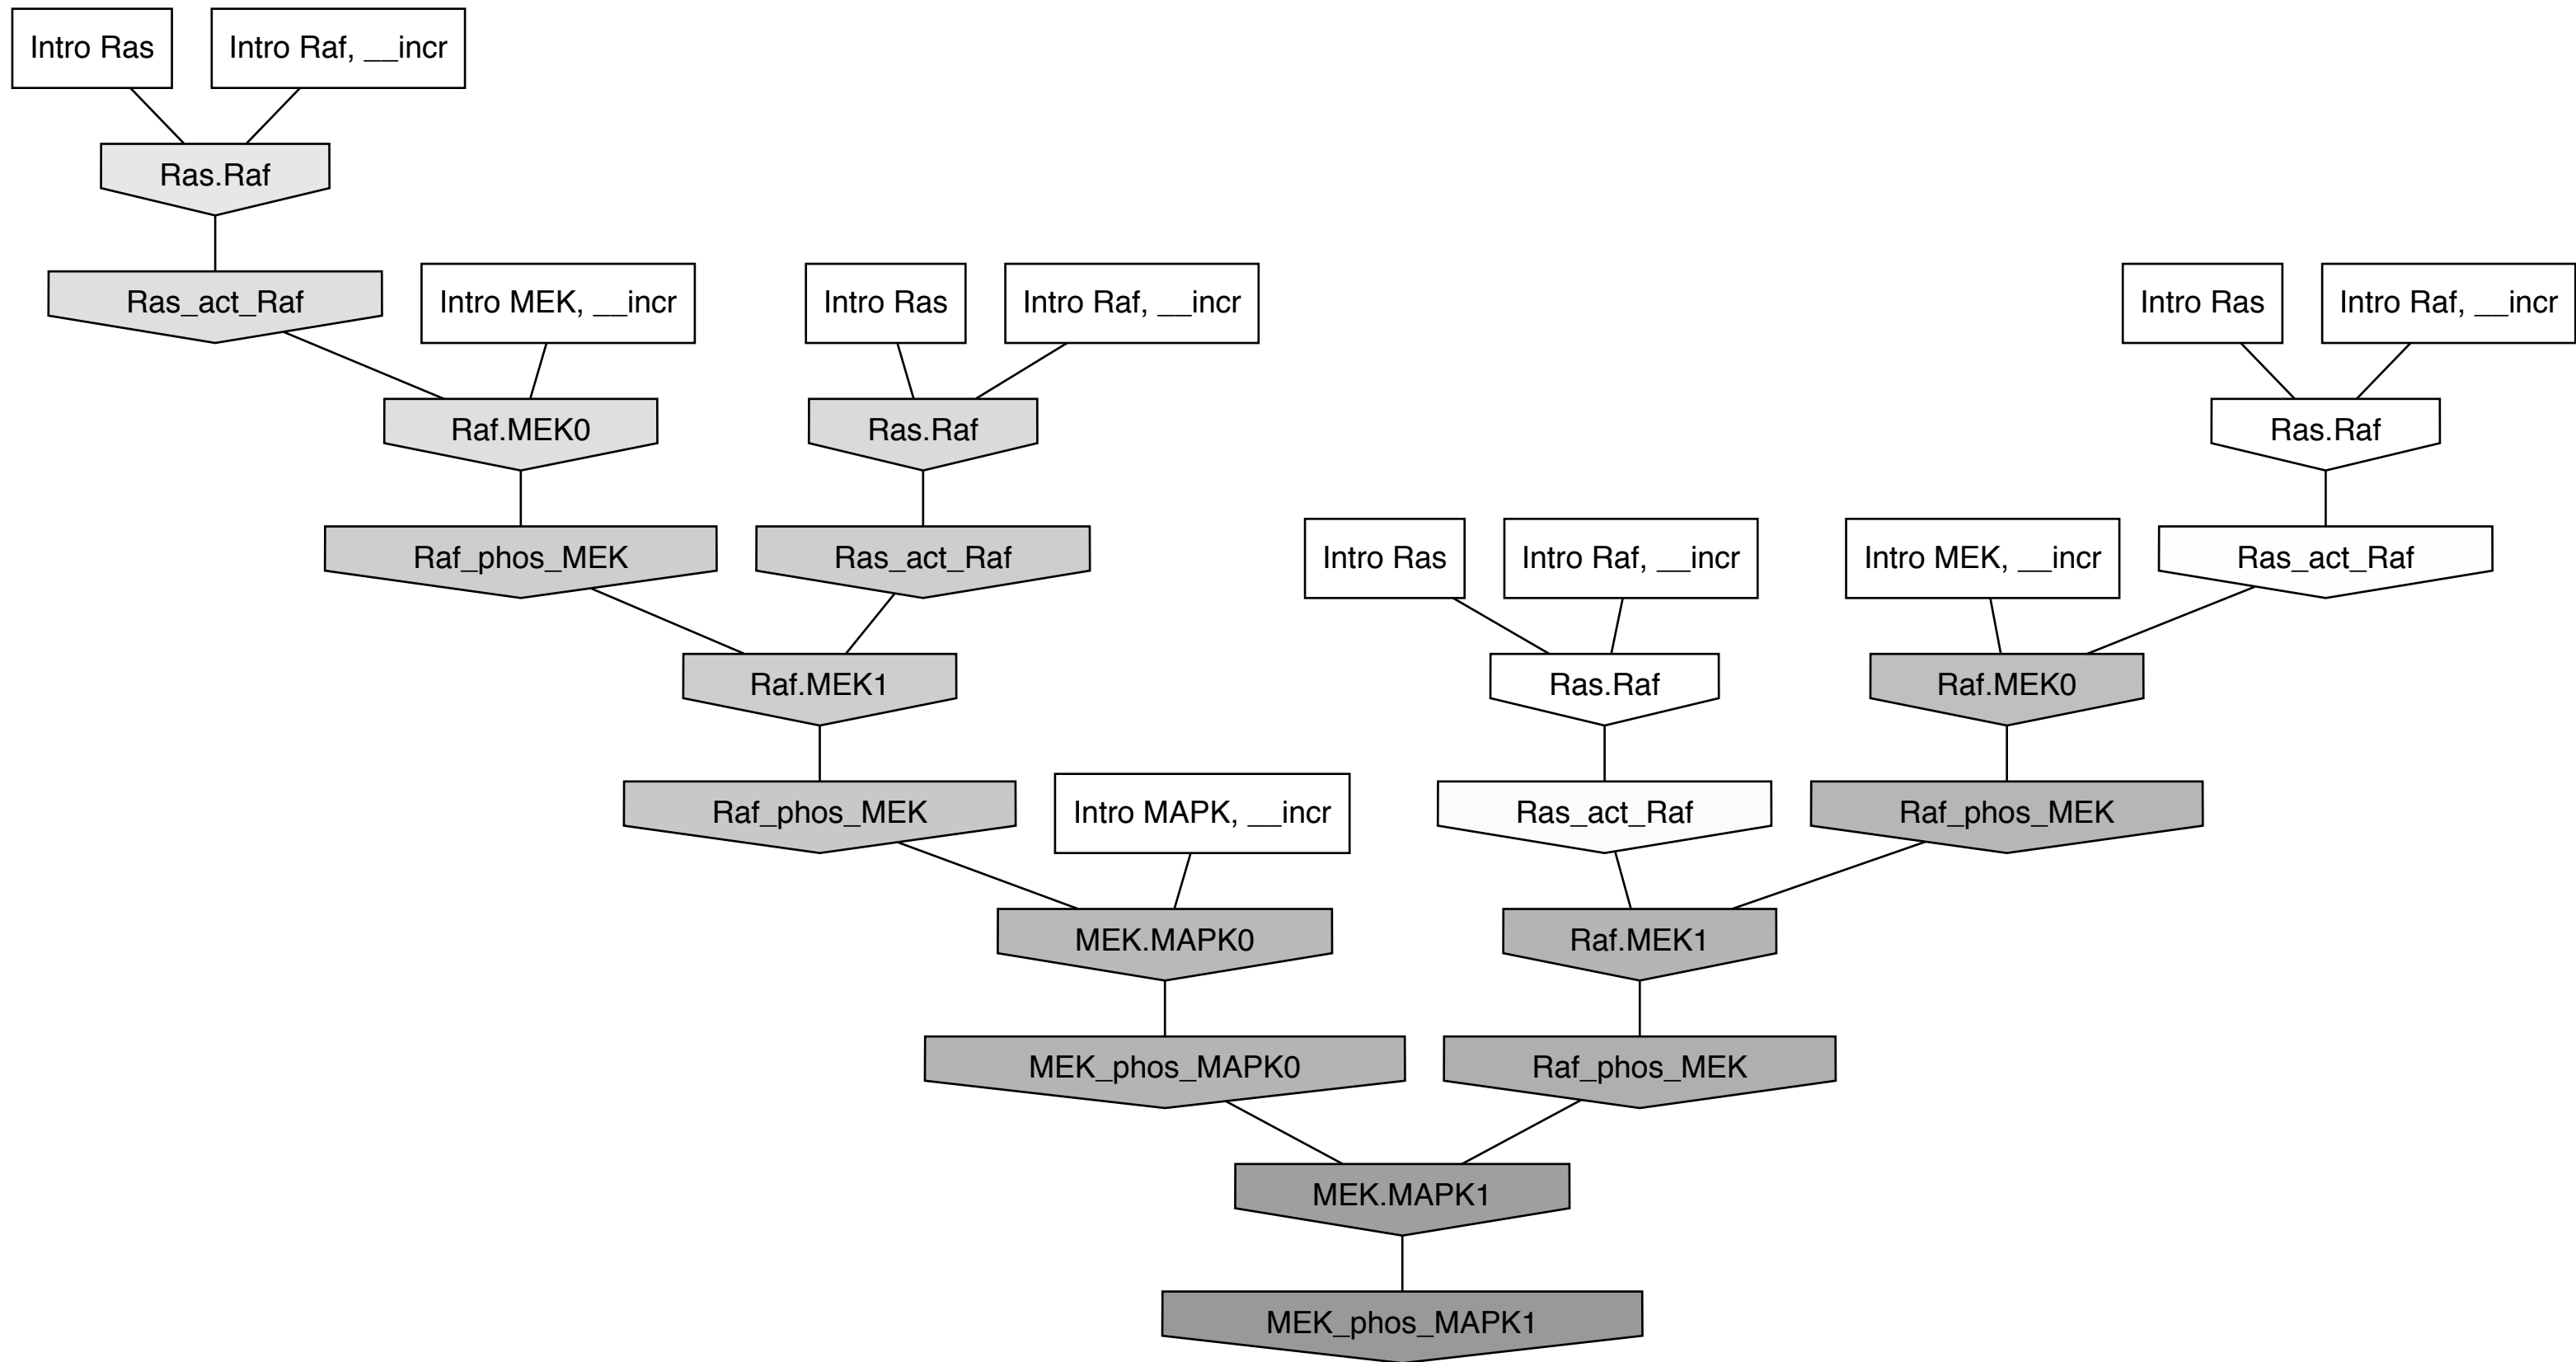 Intro Ras
Intro Raf, __incr
Ras.Raf
Ras_act_Raf
Intro MEK, __incr
Intro Ras
Intro Raf, __incr
Intro Ras
Intro Raf, __incr
Raf.MEK0
Ras.Raf
Ras.Raf
Raf_phos_MEK
Ras_act_Raf
Intro Ras
Intro Raf, __incr
Intro MEK, __incr
Ras_act_Raf
Raf.MEK1
Ras.Raf
Raf.MEK0
Raf_phos_MEK
Intro MAPK, __incr
Ras_act_Raf
Raf_phos_MEK
MEK.MAPK0
Raf.MEK1
MEK_phos_MAPK0
Raf_phos_MEK
MEK.MAPK1
MEK_phos_MAPK1